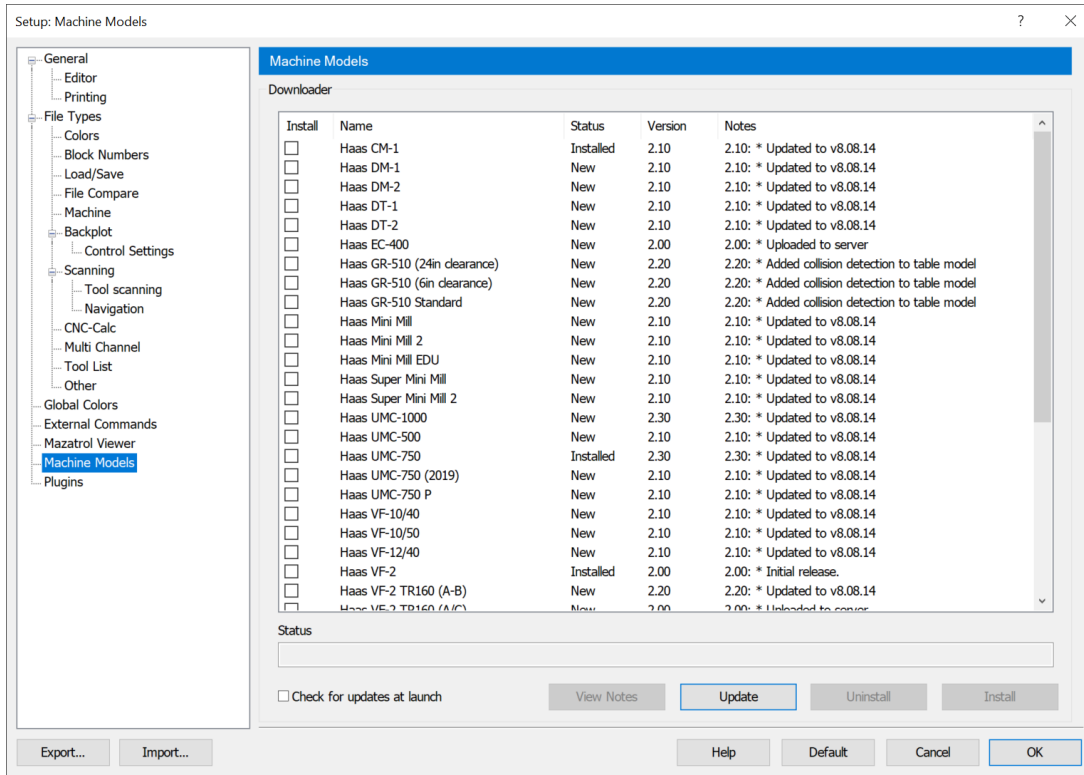 Setup: Machine Models
?
General
Editor
Printing
File Types
Colors
Block Numbers
Load/Save
File Compare
Machine
Backplot
Control Settings
Scanning
Tool scanning
Navigation
CNC-Calc
Multi Channel
Tool List
Other
Global Colors
External Commands
Mazatrol Viewer
Machine Models
Plugins
Machine Models
Downloader
Install Name Status Version Notes
Haas CM-1 Installed 2.10 2.10: * Updated to v8.08.14
Haas DM-1 New 2.10 2.10: * Updated to v8.08.14
Haas DM-2 New 2.10 2.10: * Updated to v8.08.14
Haas DT-1 New 2.10 2.10: * Updated to v8.08.14
Haas DT-2 New 2.10 2.10: * Updated to v8.08.14
Haas EC-400 New 2.00 2.00: * Uploaded to server
Haas GR-510 (24in clearance) New 2.20 2.20: * Added collision detection to table model
Haas GR-510 (6in clearance) New 2.20 2.20: * Added collision detection to table model
Haas GR-510 Standard New 2.20 2.20: * Added collision detection to table model
Haas Mini Mill New 2.10 2.10: * Updated to v8.08.14
Haas Mini Mill 2 New 2.10 2.10: * Updated to v8.08.14
Haas Mini Mill EDU New 2.10 2.10: * Updated to v8.08.14
Haas Super Mini Mill New 2.10 2.10: * Updated to v8.08.14
Haas Super Mini Mill 2 New 2.10 2.10: * Updated to v8.08.14
Haas UMC-1000 New 2.30 2.30: * Updated to v8.08.14
Haas UMC-500 New 2.10 2.10: * Updated to v8.08.14
Haas UMC-750 Installed 2.30 2.30: * Updated to v8.08.14
Haas UMC-750 (2019) New 2.10 2.10: * Updated to v8.08.14
Haas UMC-750 P New 2.10 2.10: * Updated to v8.08.14
Haas VF-10/40 New 2.10 2.10: * Updated to v8.08.14
Haas VF-10/50 New 2.10 2.10: * Updated to v8.08.14
Haas VF-12/40 New 2.10 2.10: * Updated to v8.08.14
Haas VF-2 Installed 2.00 2.00: * Initial release.
Haas VF-2 TR160 (A-B) New 2.20 2.20: * Updated to v8.08.14
Haas VF-2 TR160 (A/C) New 2.00 2.00: * Uploaded to server
Status
Check for updates at launch
View Notes Update Uninstall Install
Export... Import... Help Default Cancel OK